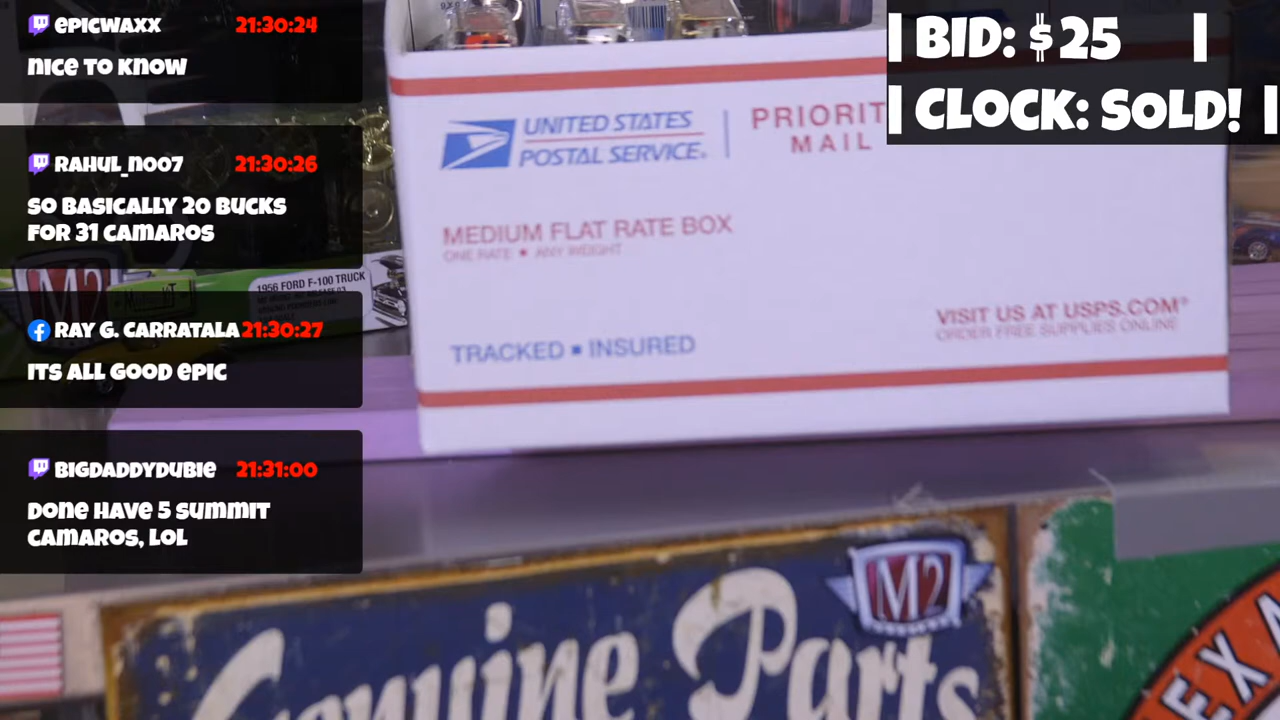 EPICWAXX 21:30:24
NICE TO KNOW
RAHUL_N007 21:30:26
SO BASICALLY 20 BUCKS
FOR 31 CAMAROS
RAY G. CARRATALA 21:30:27
ITS ALL GOOD EPIC
BIGDADDYDUBIE 21:31:00
DONE HAVE 5 SUMMIT
CAMAROS, LOL
| BID: $25 |
| CLOCK: SOLD! |
UNITED STATES
POSTAL SERVICE®
PRIORIT
MAIL
MEDIUM FLAT RATE BOX
ONE RATE ★ ANY WEIGHT
TRACKED ■ INSURED
VISIT US AT USPS.COM®
ORDER FREE SUPPLIES ONLINE
M2
1956 FORD F-100 TRUCK
M2
Genuine Parts
EXA